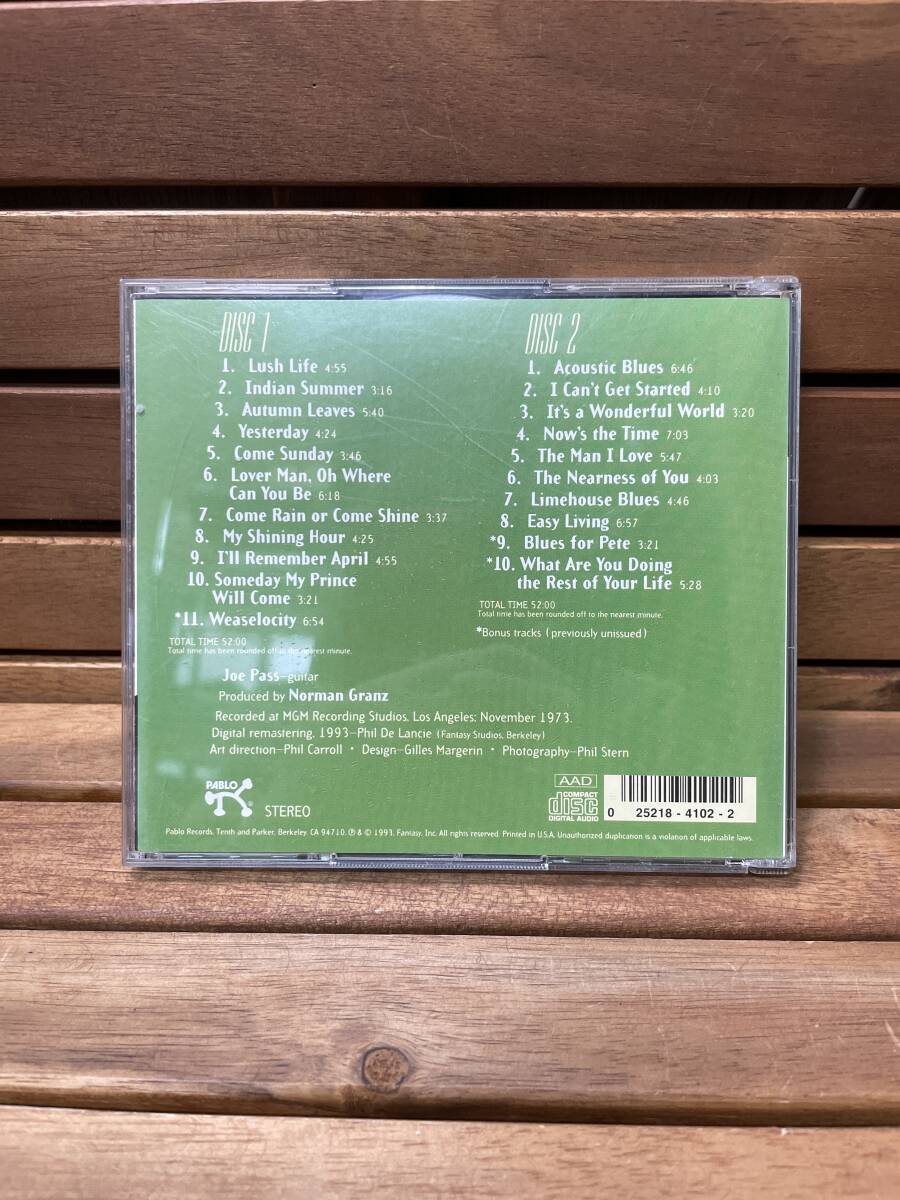 DISC 1
1. Lush Life 4:55
2. Indian Summer 3:16
3. Autumn Leaves 5:40
4. Yesterday 4:24
5. Come Sunday 3:46
6. Lover Man, Oh Where
Can You Be 6:18
7. Come Rain or Come Shine 3:37
8. My Shining Hour 4:25
9. I'll Remember April 4:55
10. Someday My Prince
Will Come 3:21
*11. Weaselocity 6:54
TOTAL TIME 52:00
Total time has been rounded off to the nearest minute.
DISC 2
1. Acoustic Blues 6:46
2. I Can't Get Started 4:10
3. It's a Wonderful World 3:20
4. Now's the Time 7:03
5. The Man I Love 5:47
6. The Nearness of You 4:03
7. Limehouse Blues 4:46
8. Easy Living 6:57
*9. Blues for Pete 3:21
*10. What Are You Doing
the Rest of Your Life 5:28
TOTAL TIME 52:00
Total time has been rounded off to the nearest minute.
*Bonus tracks (previously unissued)
Joe Pass—guitar
Produced by Norman Granz
Recorded at MGM Recording Studios, Los Angeles; November 1973.
Digital remastering, 1993—Phil De Lancie (Fantasy Studios, Berkeley)
Art direction—Phil Carroll • Design—Gilles Margerin • Photography—Phil Stern
PABLO
STEREO
AAD
COMPACT
disc
DIGITAL AUDIO
0 25218 - 4102 - 2
Pablo Records, Tenth and Parker, Berkeley, CA 94710. ℗ & © 1993, Fantasy, Inc. All rights reserved. Printed in U.S.A. Unauthorized duplication is a violation of applicable laws.